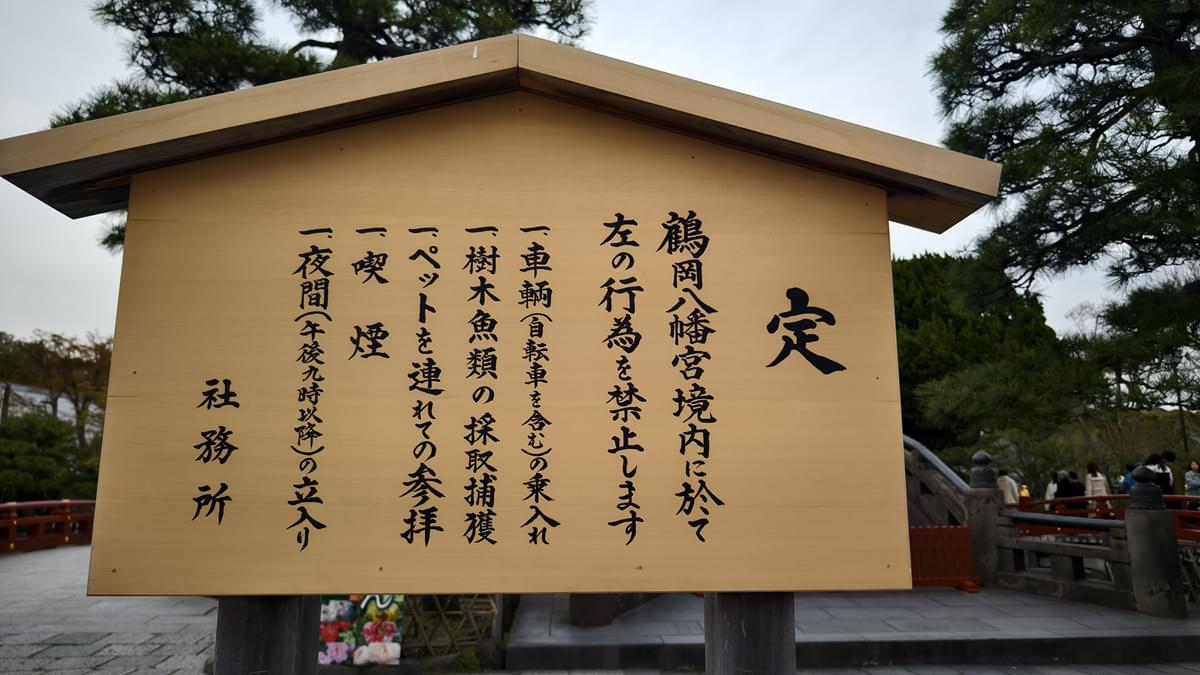 定
鶴岡八幡宮境内に於て
左の行為を禁止します
一、車輌(自転車を含む)の乗入れ
一、樹木魚類の採取捕獲
一、ペットを連れての参拝
一、喫煙
一、夜間(午後九時以降)の立入り
社務所